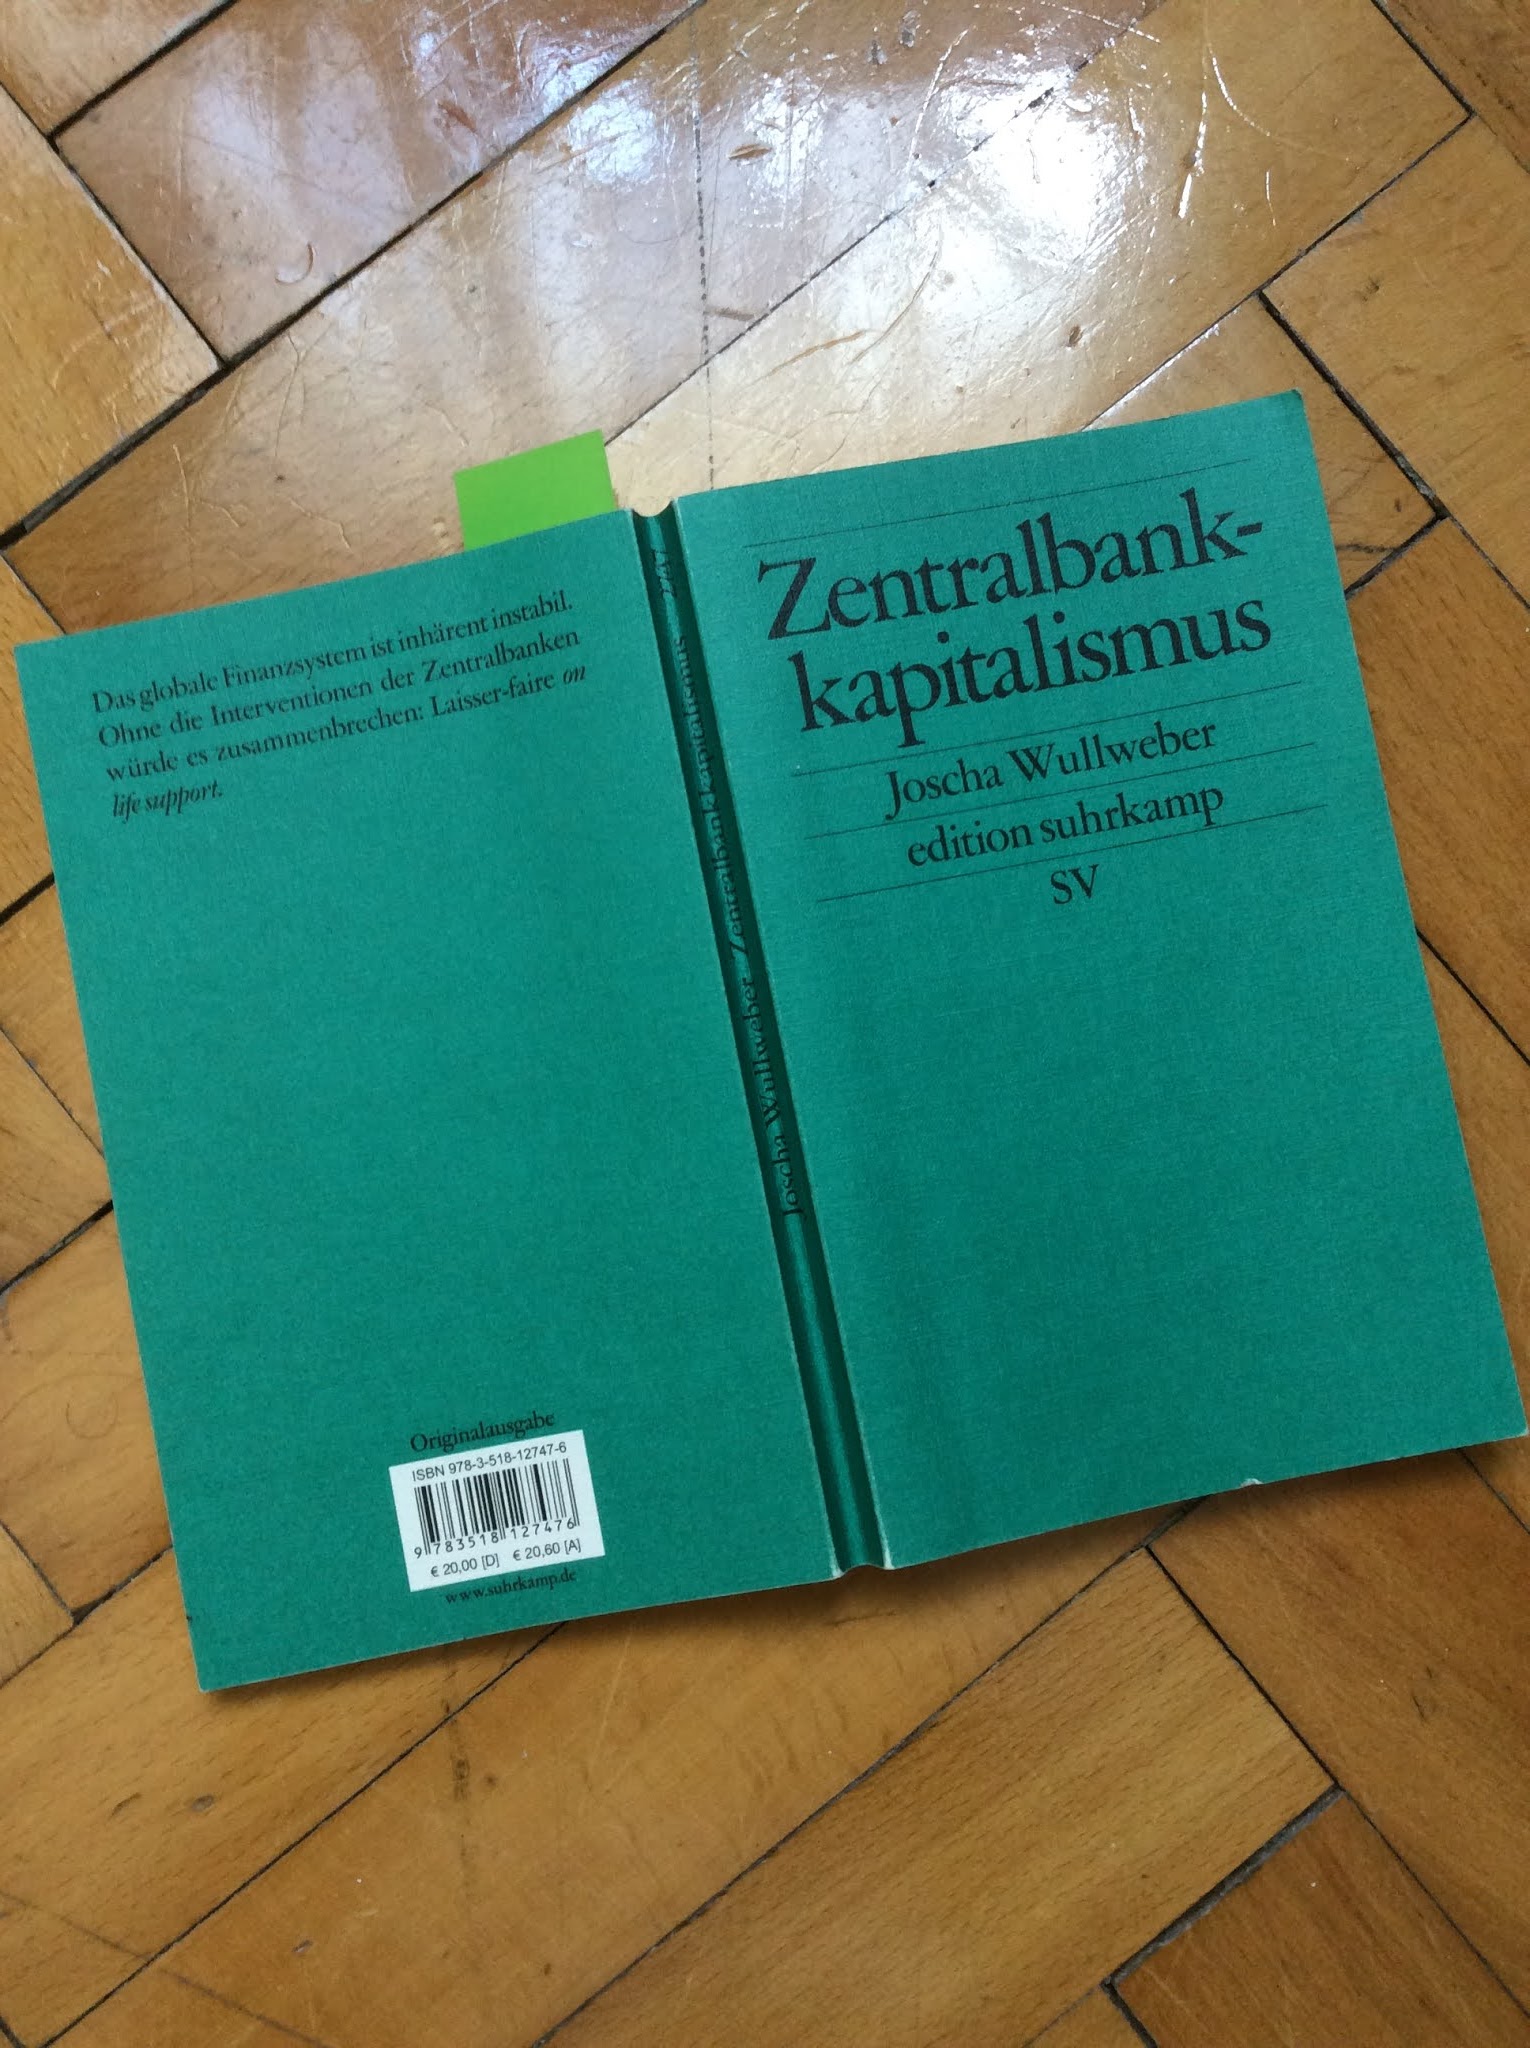 Zentralbank-
kapitalismus
Joscha Wullweber
edition suhrkamp
SV
Joscha Wullweber Zentralbankkapitalismus 2747
Das globale Finanzsystem ist inhärent instabil.
Ohne die Interventionen der Zentralbanken
würde es zusammenbrechen: Laisser-faire on
life support.
Originalausgabe
ISBN 978-3-518-12747-6
9 783518 127476
€ 20,00 [D] € 20,60 [A]
www.suhrkamp.de